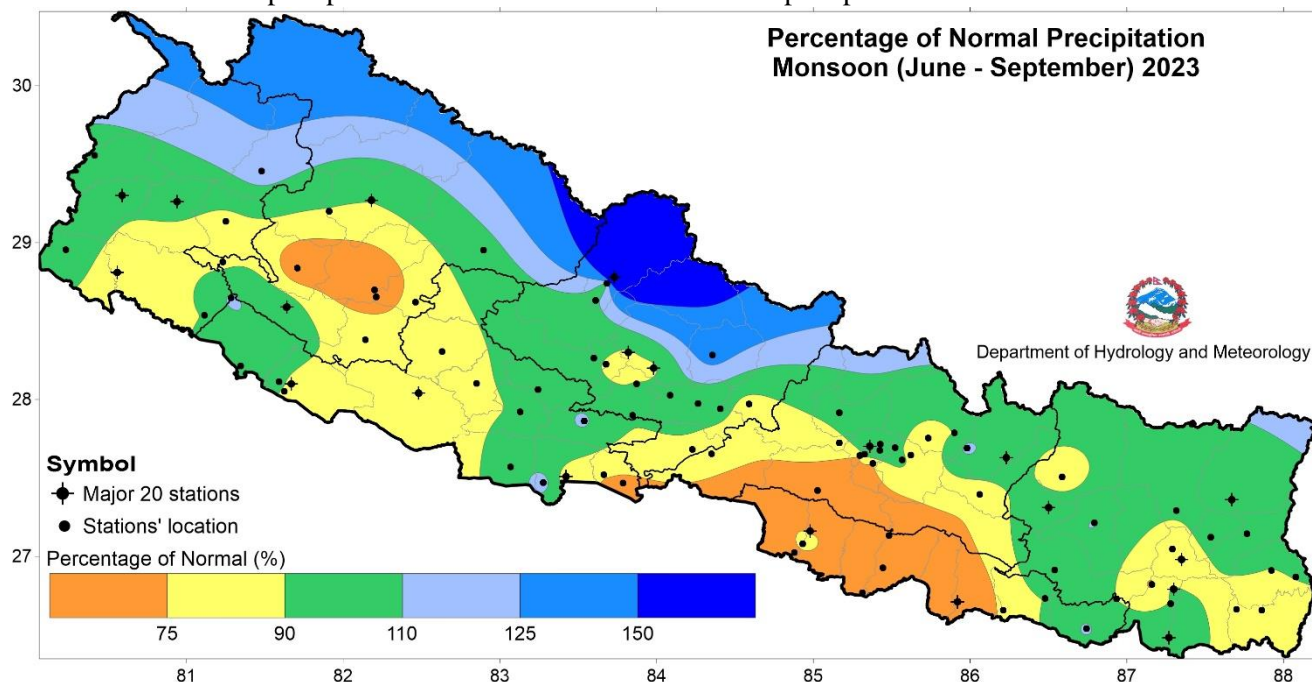 Percentage of Normal Precipitation
Monsoon (June - September) 2023
30
29
28
27
Department of Hydrology and Meteorology
Symbol
Major 20 stations
Stations' location
Percentage of Normal (%)
75 90 110 125 150
81 82 83 84 85 86 87 88